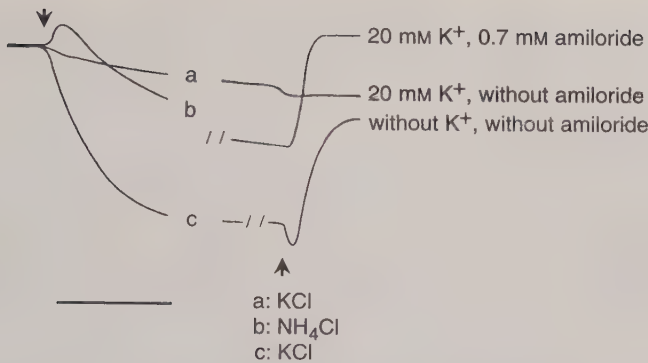 20 mM K+, 0.7 mM amiloride
a
20 mM K+, without amiloride
b
without K+, without amiloride
/ /
c
/ /
a: KCl
b: NH4Cl
c: KCl